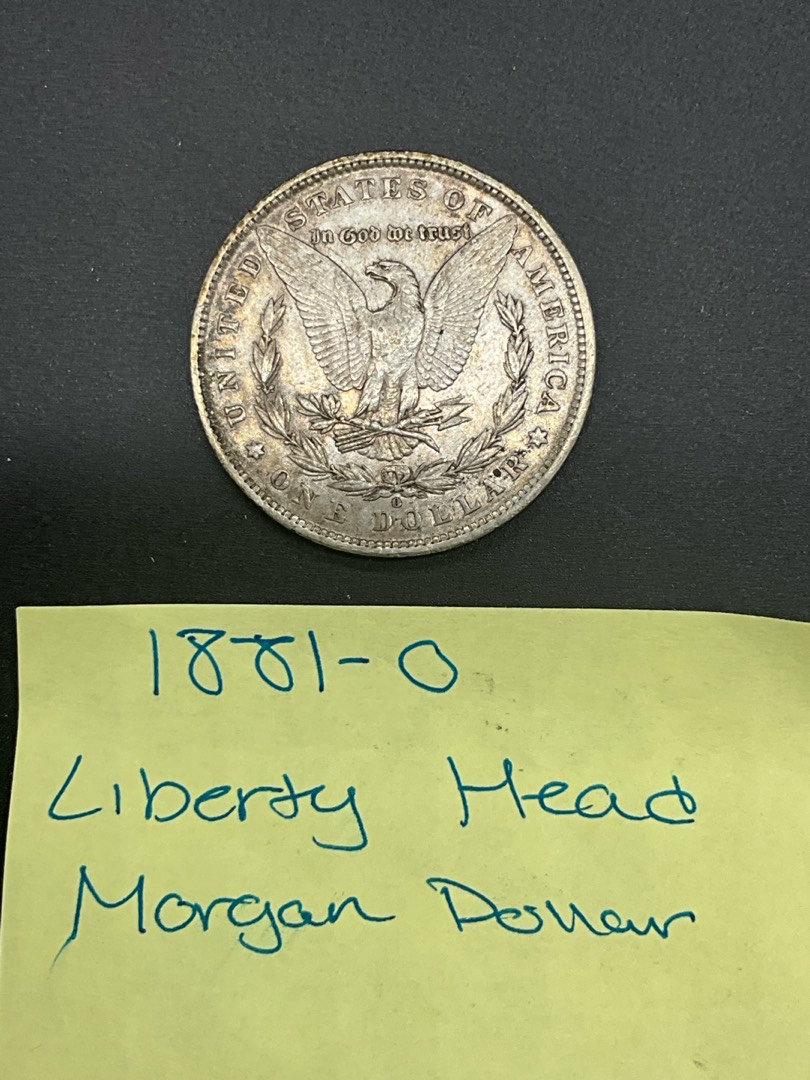 UNITED STATES OF AMERICA
In God we trust
O
ONE DOLLAR
1881-O
Liberty Head
Morgan Dollar